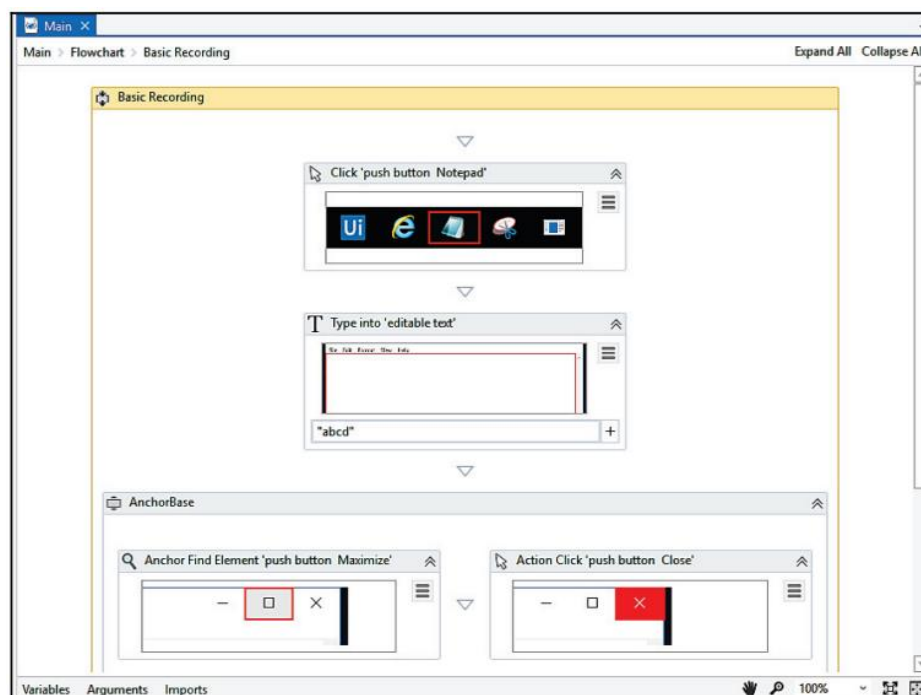 Main
Main > Flowchart > Basic Recording
Expand All Collapse Al
Basic Recording
Click 'push button Notepad'
Ui
Type into 'editable text'
"abcd"
AnchorBase
Anchor Find Element 'push button Maximize'
Action Click 'push button Close'
Variables Arguments Imports
100%